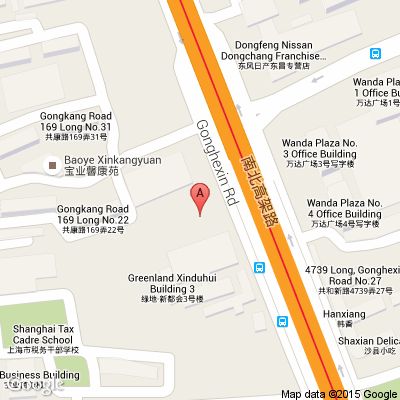 Dongfeng Nissan
Dongchang Franchise...
东风日产东昌专营店
Wanda Plaza
1 Office Building
万达广场1号
Gongkang Road
169 Long No.31
共康路169弄31号
Gonghexin Rd
南北高架路
Wanda Plaza No.
3 Office Building
万达广场3号写字楼
Baoye Xinkangyuan
宝业馨康苑
A
Gongkang Road
169 Long No.22
共康路169弄22号
Wanda Plaza No.
4 Office Building
万达广场4号写字楼
Greenland Xinduhui
Building 3
绿地·新都会3号楼
4739 Long, Gonghexin
Road No.27
共和新路4739弄27号
Hanxiang
韩香
Shanghai Tax
Cadre School
上海市税务干部学校
Shaxian Delica
沙县小吃
Business Building
Google
Map data ©2015 Google